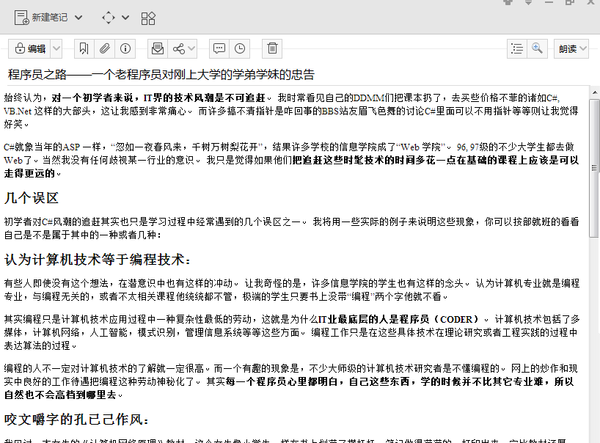 新建笔记
编辑
朗读
程序员之路——一个老程序员对刚上大学的学弟学妹的忠告
始终认为，对一个初学者来说，IT界的技术风潮是不可追赶。 我时常看见自己的DDMM们把课本扔了，去买些价格不菲的诸如C#,
VB.Net 这样的大部头，这让我感到非常痛心。 而许多搞不清指针是咋回事的BBS站友眉飞色舞的讨论C#里面可以不用指针等等则让我觉得
好笑。
C#就象当年的ASP 一样，“忽如一夜春风来，千树万树梨花开”，结果许多学校的信息学院成了“Web 学院”。 96, 97级的不少大学生都去做
Web了。当然我没有任何歧视某一行业的意识。 我只是觉得如果他们把追赶这些时髦技术的时间多花一点在基础的课程上应该是可以
走得更远的。
几个误区
初学者对C#风潮的追赶其实也只是学习过程中经常遇到的几个误区之一。 我将用一些实际的例子来说明这些现象，你可以按部就班的看看
自己是不是属于其中的一种或者几种：
认为计算机技术等于编程技术：
有些人即使没有这个想法，在潜意识中也有这样的冲动。 让我奇怪的是，许多信息学院的学生也有这样的念头。 认为计算机专业就是编程
专业，与编程无关的，或者不太相关课程他统统都不管，极端的学生只要书上没带“编程”两个字他就不看。
其实编程只是计算机技术应用过程中一种复杂性最低的劳动，这就是为什么IT业最底层的人是程序员（CODER）。 计算机技术包括了多
媒体，计算机网络，人工智能，模式识别，管理信息系统等等这些方面。 编程工作只是在这些具体技术在理论研究或者工程实践的过程中
表达算法的过程。
编程的人不一定对计算机技术的了解就一定很高。而一个有趣的现象是，不少大师级的计算机技术研究者是不懂编程的。 网上的炒作和现
实中良好的工作待遇把编程这种劳动神秘化了。 其实每一个程序员心里都明白，自己这些东西，学的时候并不比其它专业难，所以
自然也不会高档到哪里去。
咬文嚼字的孔已己作风：